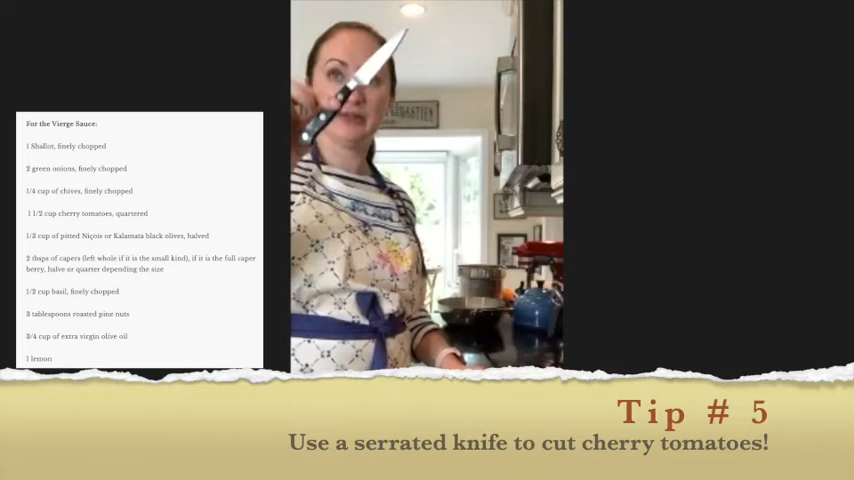 For the Vierge Sauce:
1 Shallot, finely chopped
2 green onions, finely chopped
1/4 cup of chives, finely chopped
1 1/2 cup cherry tomatoes, quartered
1/3 cup of pitted Niçois or Kalamata black olives, halved
2 tbsps of capers (left whole if it is the small kind), if it is the full caper
berry, halve or quarter depending the size
1/2 cup basil, finely chopped
3 tablespoons roasted pine nuts
3/4 cup of extra virgin olive oil
1 lemon
Tip # 5
Use a serrated knife to cut cherry tomatoes!